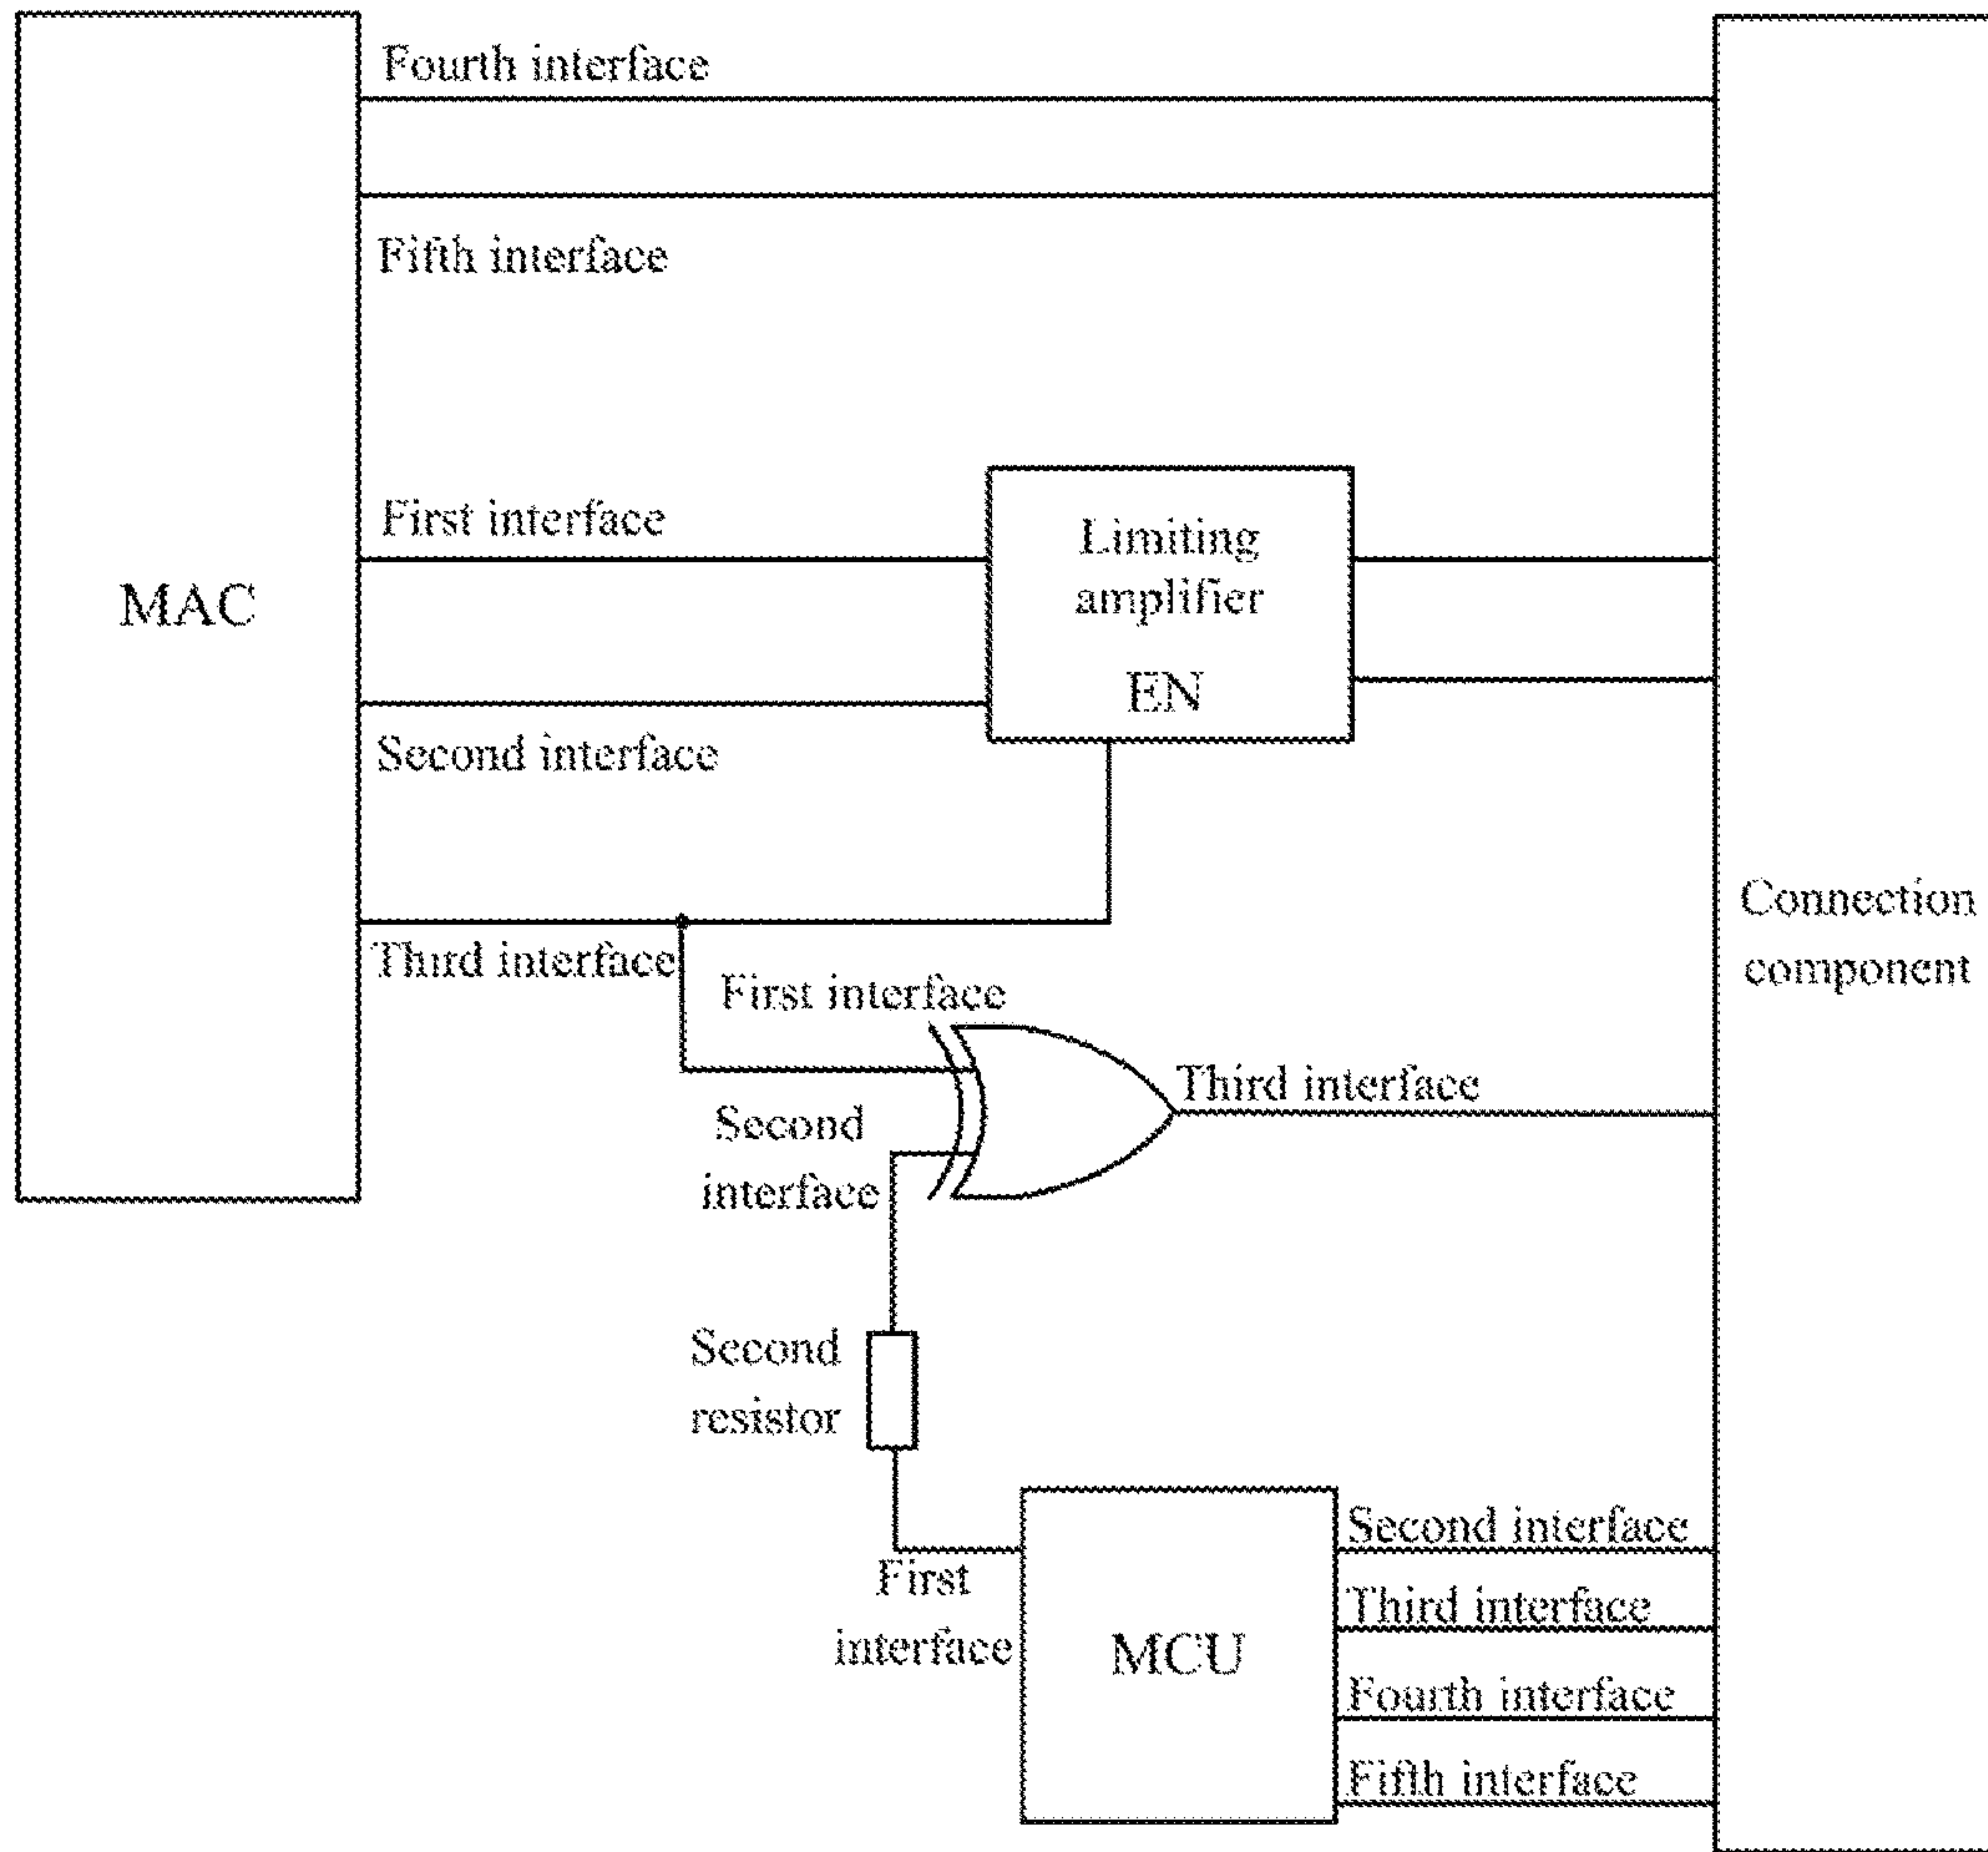 Fourth interface
Fifth interface
First interface
Limiting
amplifier
EN
MAC
Second interface
Third interface
Connection
component
First interface
Third interface
Second
interface
Second
resistor
First
interface
MCU
Second interface
Third interface
Fourth interface
Fifth interface